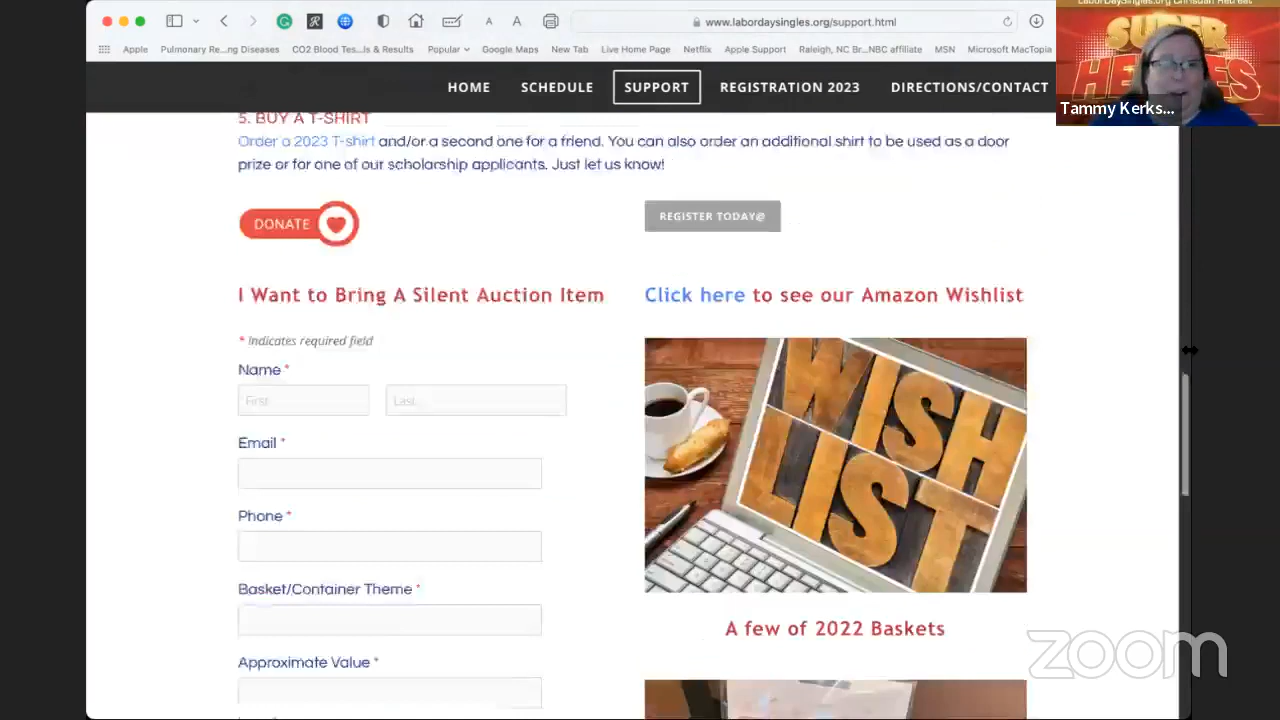 www.labordaysingles.org/support.html
Apple
Pulmonary Re...ng Diseases
CO2 Blood Tes...ls & Results
Popular
Google Maps
New Tab
Live Home Page
Netflix
Apple Support
Raleigh, NC Br...NBC affiliate
MSN
Microsoft MacTopia
LaborDaySingles.org Christian Retreat
SUPER
HEROES
Tammy Kerks...
HOME
SCHEDULE
SUPPORT
REGISTRATION 2023
DIRECTIONS/CONTACT
5. BUY A T-SHIRT
Order a 2023 T-shirt and/or a second one for a friend. You can also order an additional shirt to be used as a door
prize or for one of our scholarship applicants. Just let us know!
DONATE
REGISTER TODAY@
I Want to Bring A Silent Auction Item
* Indicates required field
Name *
First
Last
Email *
Phone *
Basket/Container Theme *
Approximate Value *
Click here to see our Amazon Wishlist
WISH
LIST
A few of 2022 Baskets
zoom